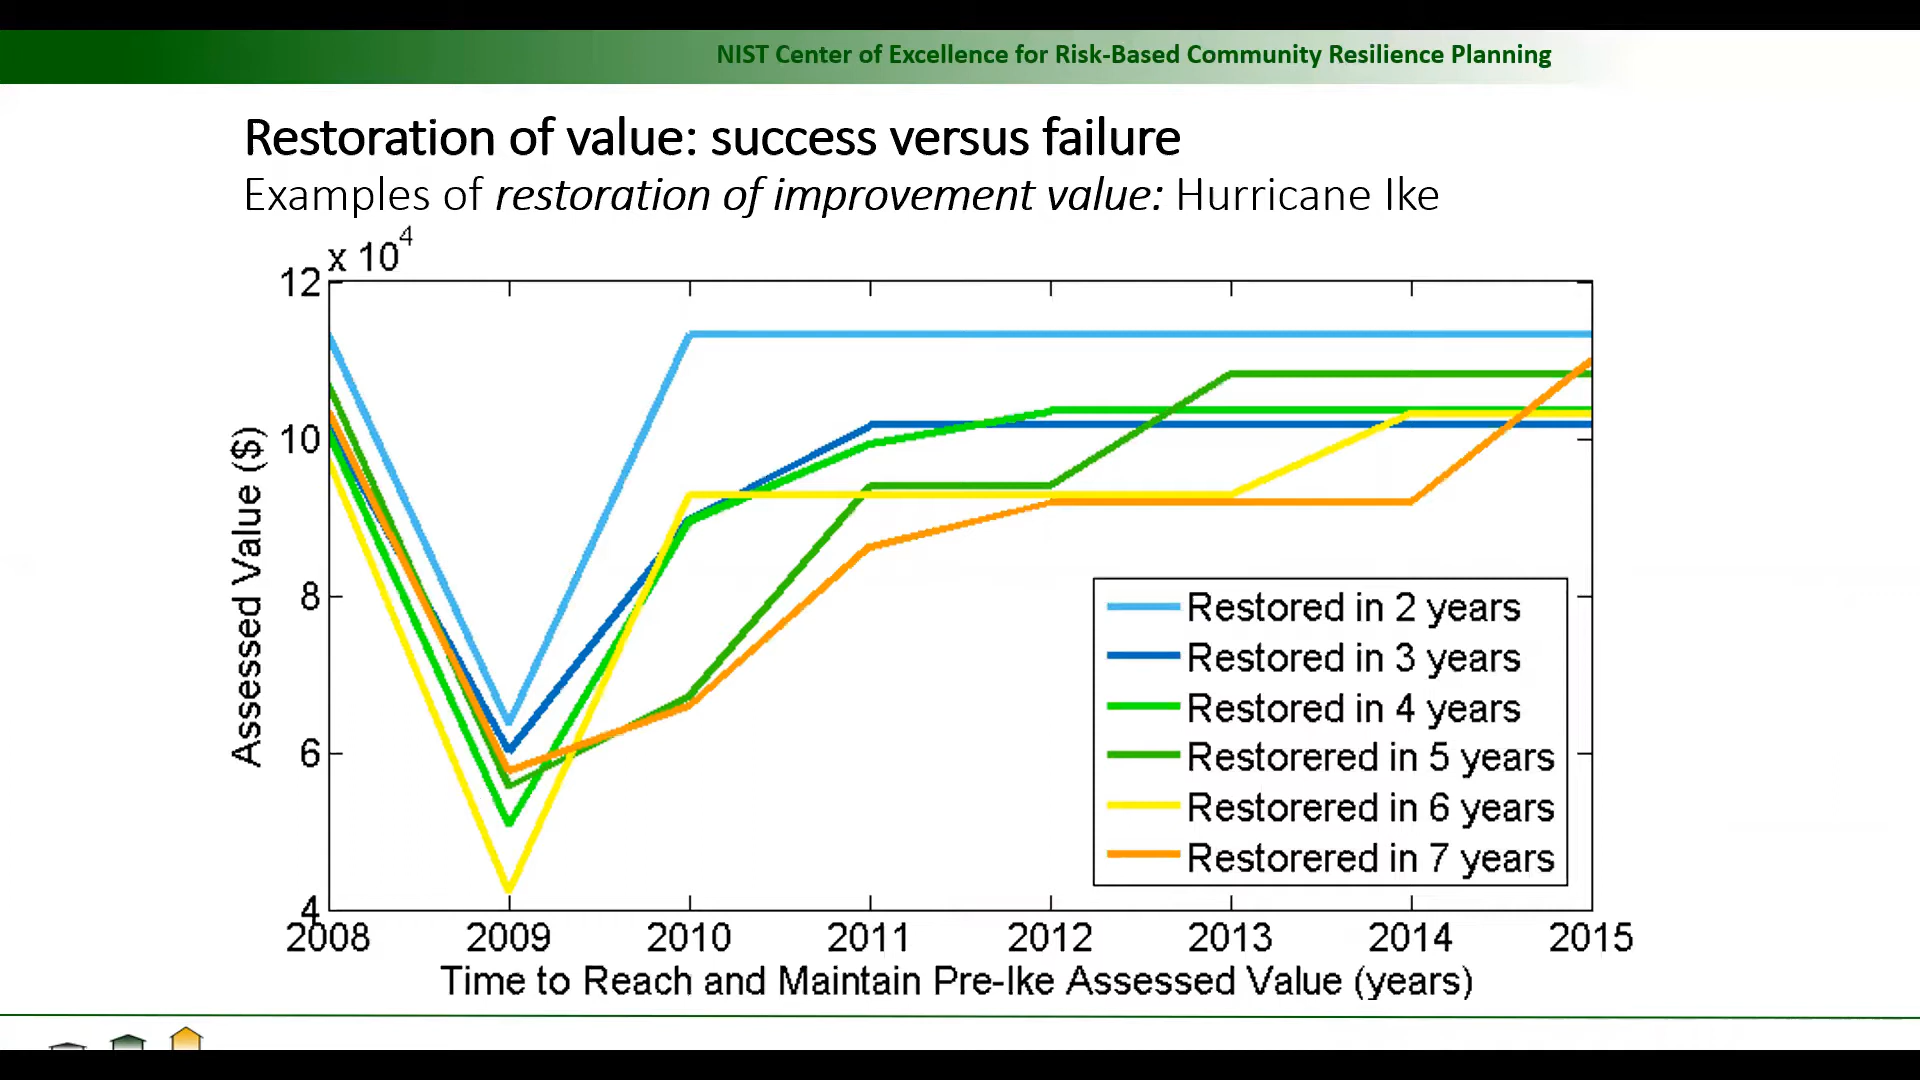 NIST Center of Excellence for Risk-Based Community Resilience Planning
Restoration of value: success versus failure
Examples of restoration of improvement value: Hurricane Ike
x 10^4
12
10
8
6
4
Assessed Value ($)
Restored in 2 years
Restored in 3 years
Restored in 4 years
Restorered in 5 years
Restorered in 6 years
Restorered in 7 years
2008 2009 2010 2011 2012 2013 2014 2015
Time to Reach and Maintain Pre-Ike Assessed Value (years)